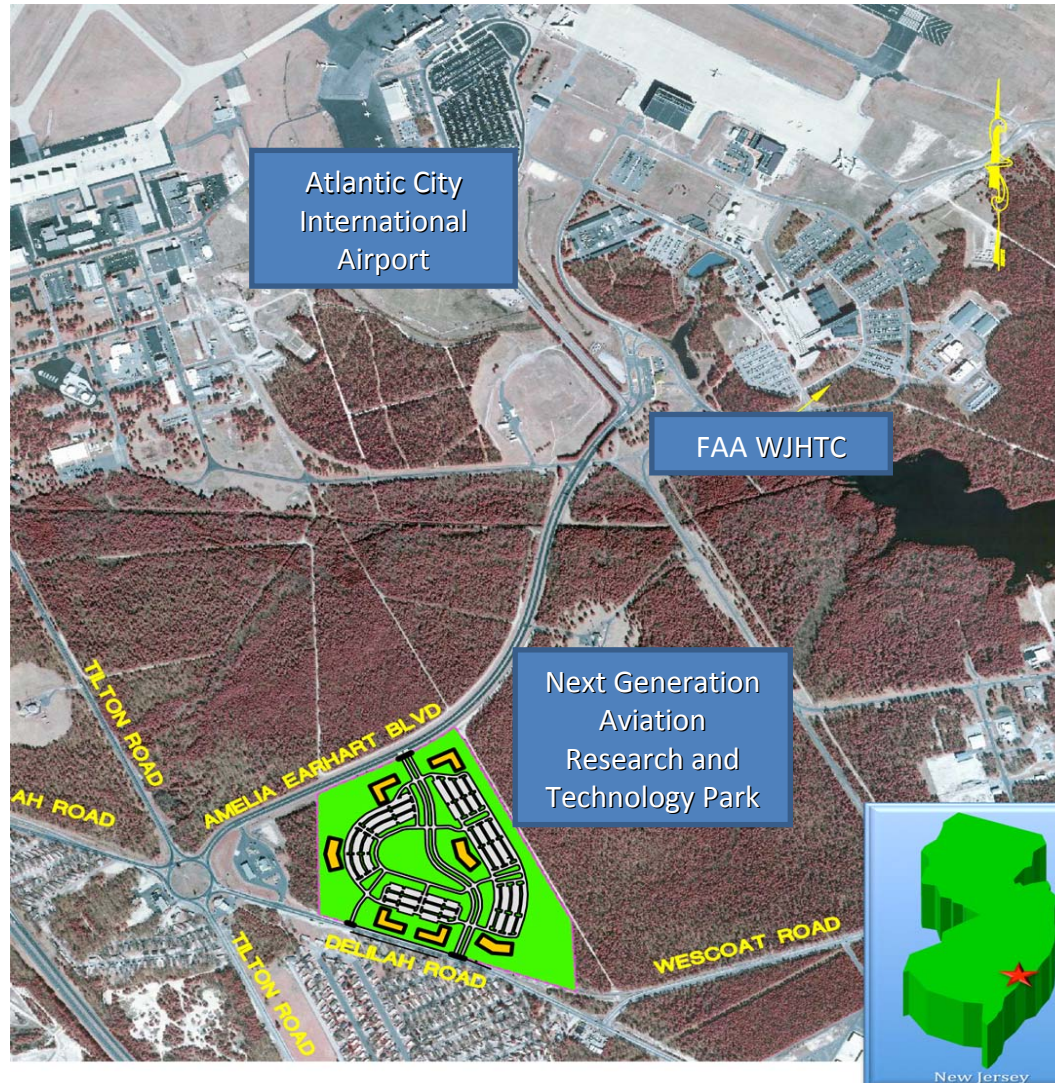 Atlantic City
International
Airport
FAA WJHTC
Next Generation
Aviation
Research and
Technology Park
TILTON ROAD
AMELIA EARHART BLVD
AH ROAD
TILTON ROAD
DELILAH ROAD
WESCOAT ROAD
New Jersey